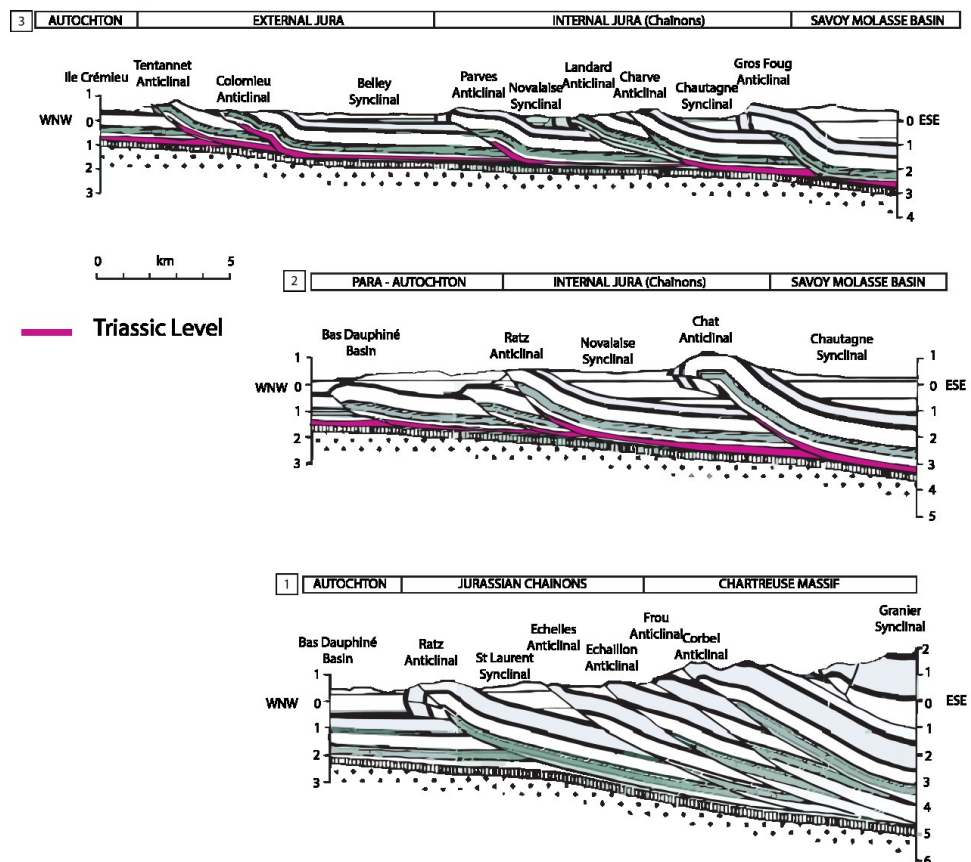 3 AUTOCHTON EXTERNAL JURA INTERNAL JURA (Chaînons) SAVOY MOLASSE BASIN
Ile Crémieu
Tentannet
Anticlinal
Colomieu
Anticlinal
Belley
Synclinal
Parves
Anticlinal
Novalaise
Synclinal
Landard
Anticlinal
Charve
Anticlinal
Chautagne
Synclinal
Gros Foug
Anticlinal
WNW
1
0
1
2
3
0 ESE
1
2
3
4
0 km 5
Triassic Level
2 PARA - AUTOCHTON INTERNAL JURA (Chaînons) SAVOY MOLASSE BASIN
Bas Dauphiné
Basin
Ratz
Anticlinal
Novalaise
Synclinal
Chat
Anticlinal
Chautagne
Synclinal
WNW
1
0
1
2
3
1
0 ESE
1
2
3
4
5
1 AUTOCHTON JURASSIAN CHAINONS CHARTREUSE MASSIF
Bas Dauphiné
Basin
Ratz
Anticlinal
St Laurent
Synclinal
Echelles
Anticlinal
Echaillon
Anticlinal
Frou
Anticlinal
Corbel
Anticlinal
Granier
Synclinal
WNW
1
0
1
2
3
2
1
0 ESE
1
2
3
4
5
6